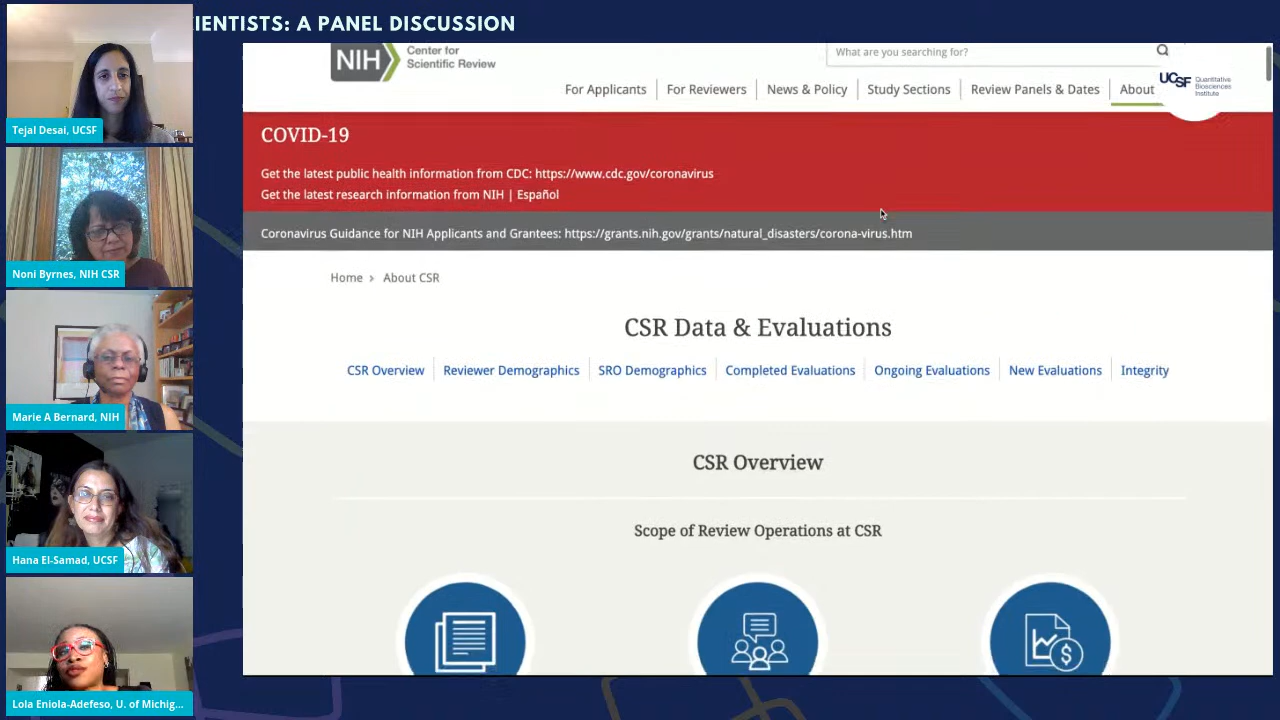 IENTISTS: A PANEL DISCUSSION
Tejal Desai, UCSF
Noni Byrnes, NIH CSR
Marie A Bernard, NIH
Hana El-Samad, UCSF
Lola Eniola-Adefeso, U. of Michig...
NIH
Center for
Scientific Review
What are you searching for?
For Applicants
For Reviewers
News & Policy
Study Sections
Review Panels & Dates
About
UCSF
Quantitative
Biosciences
Institute
COVID-19
Get the latest public health information from CDC: https://www.cdc.gov/coronavirus
Get the latest research information from NIH | Español
Coronavirus Guidance for NIH Applicants and Grantees: https://grants.nih.gov/grants/natural_disasters/corona-virus.htm
Home > About CSR
CSR Data & Evaluations
CSR Overview
Reviewer Demographics
SRO Demographics
Completed Evaluations
Ongoing Evaluations
New Evaluations
Integrity
CSR Overview
Scope of Review Operations at CSR
$